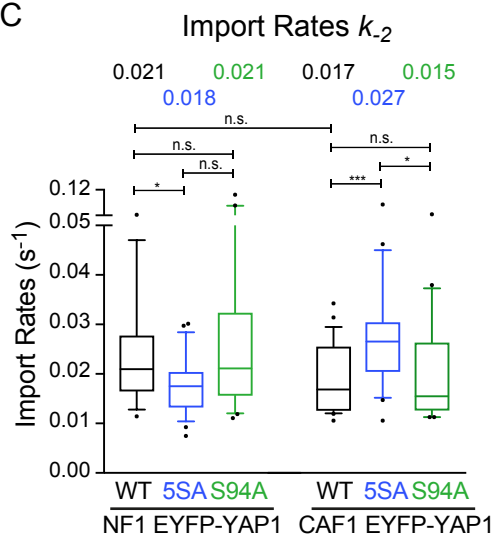 C
Import Rates k-2
0.021 0.021 0.017 0.015
0.018 0.027
n.s.
n.s. n.s.
n.s. *
* ***
0.12
0.05
0.04
0.03
0.02
0.01
0.00
Import Rates (s-1)
WT 5SA S94A WT 5SA S94A
NF1 EYFP-YAP1 CAF1 EYFP-YAP1